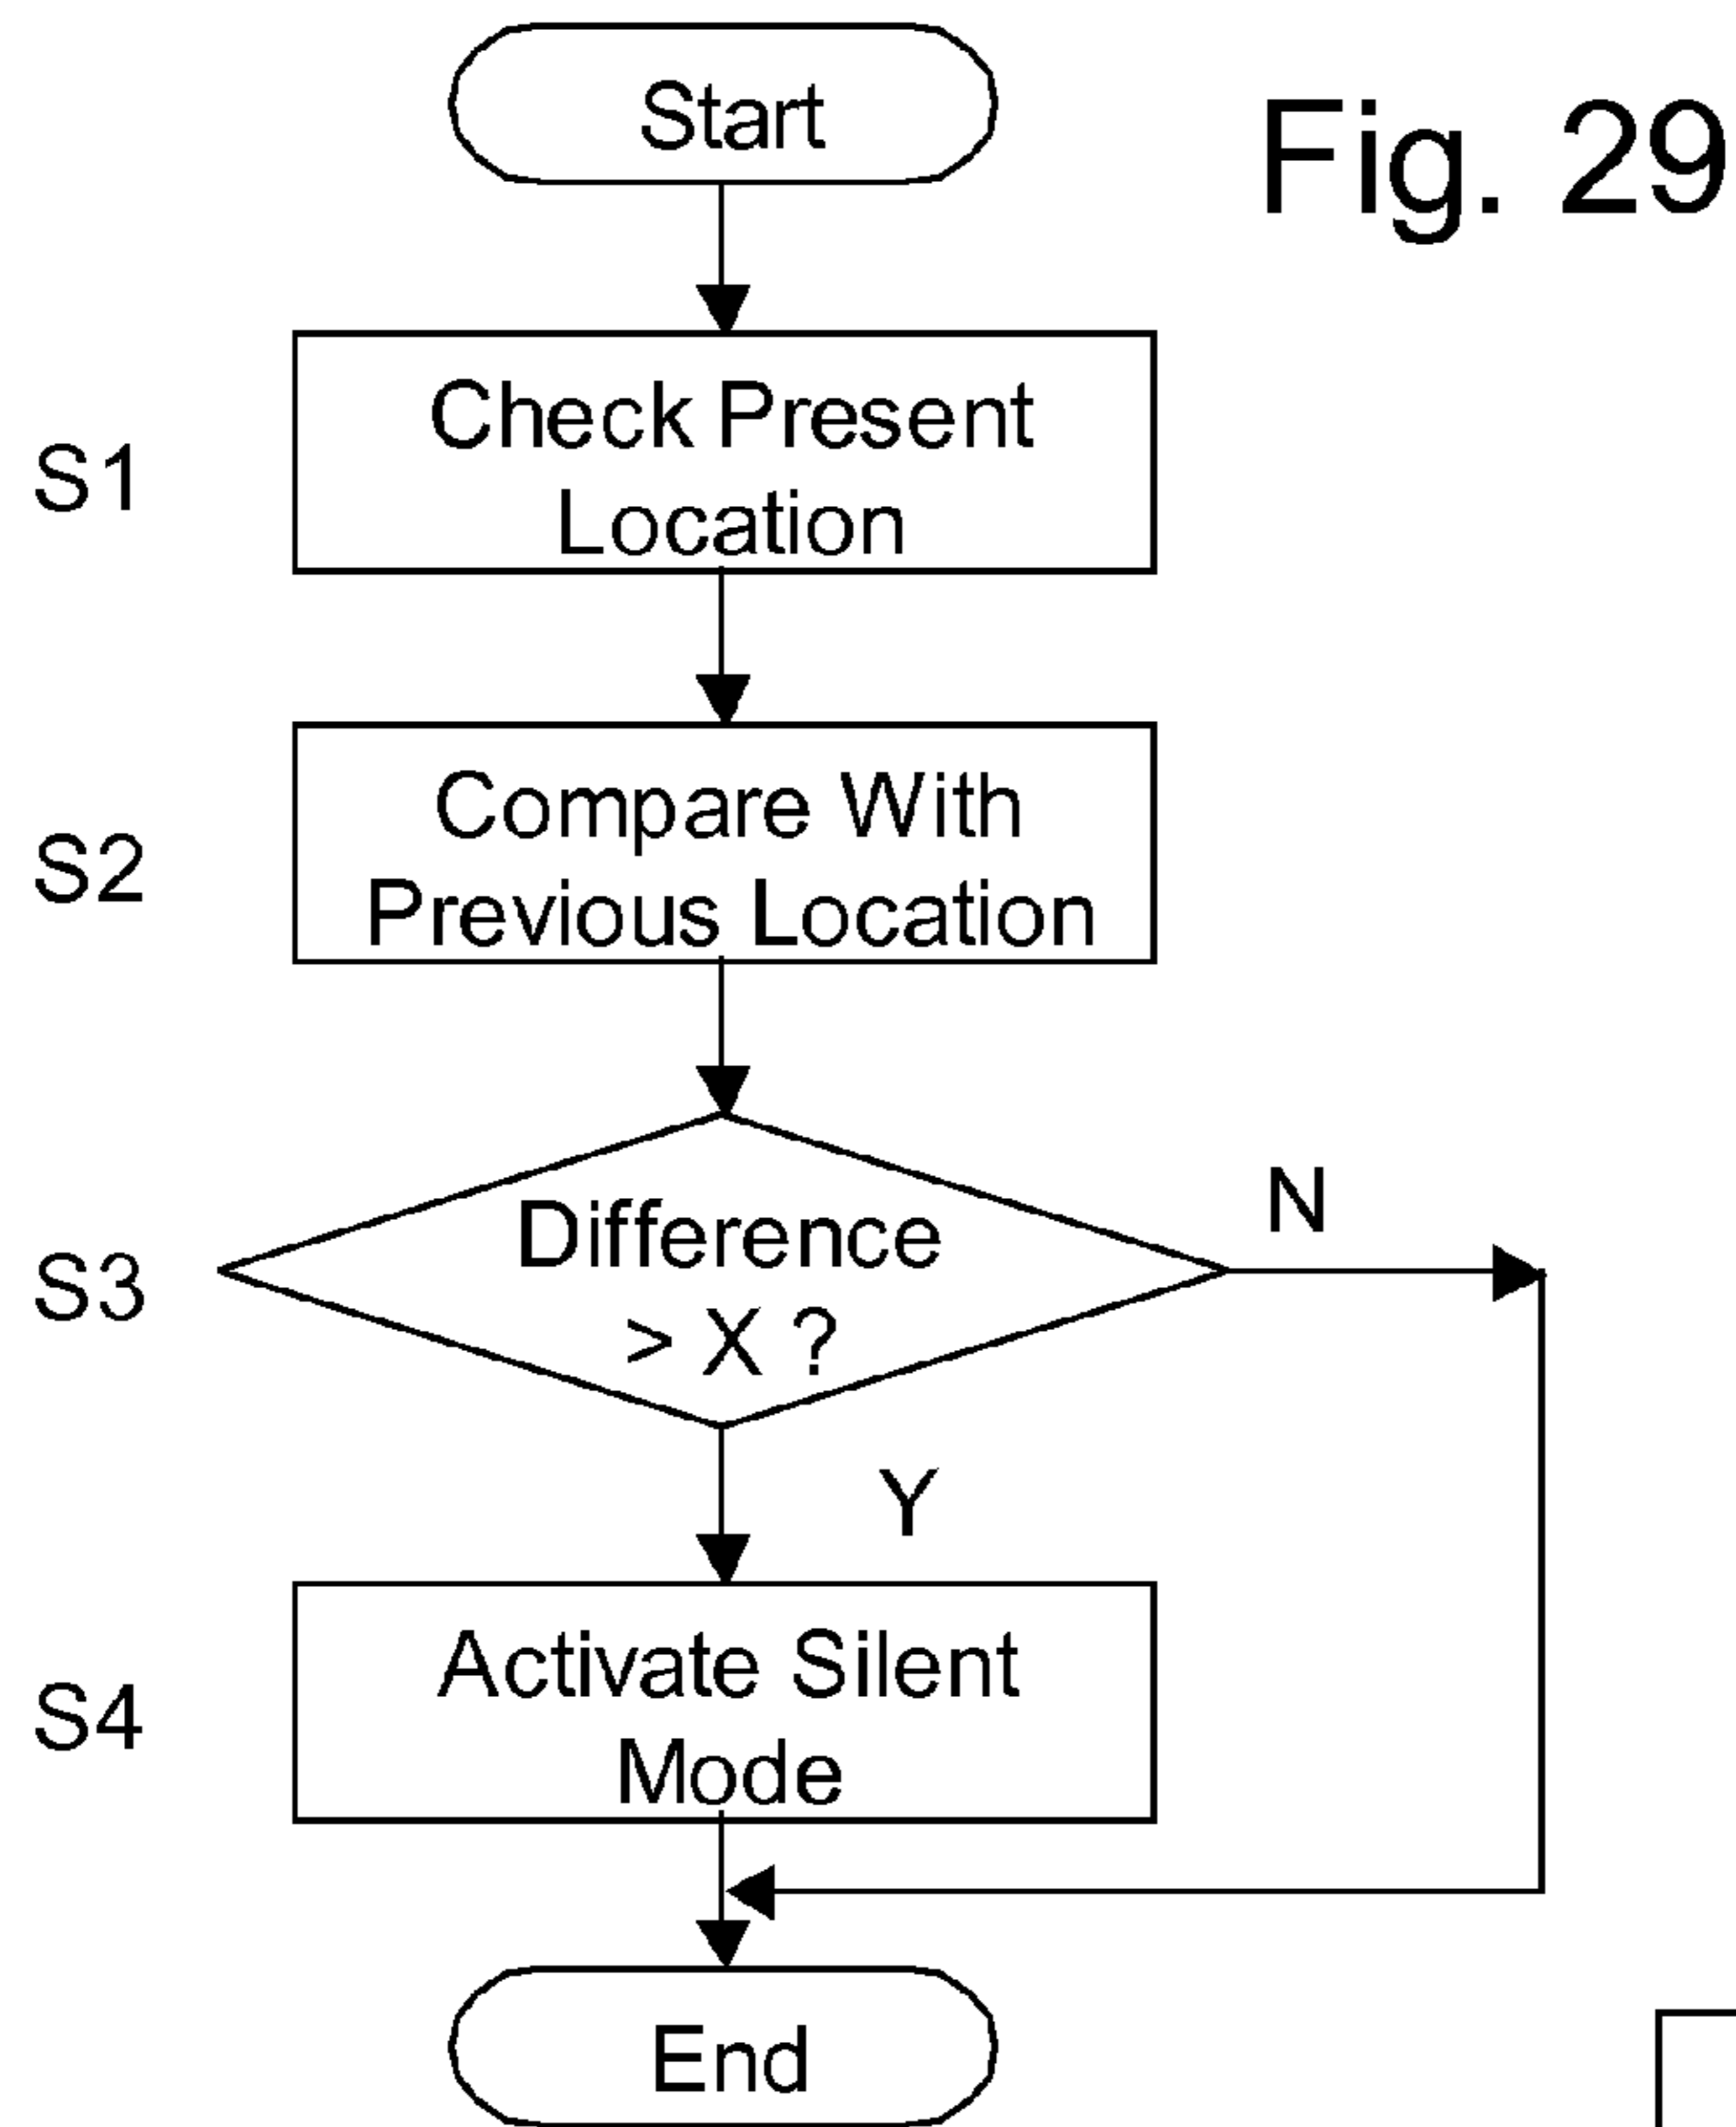 Start
Fig. 29
S1
Check Present
Location
S2
Compare With
Previous Location
S3
Difference
> X ?
N
Y
S4
Activate Silent
Mode
End